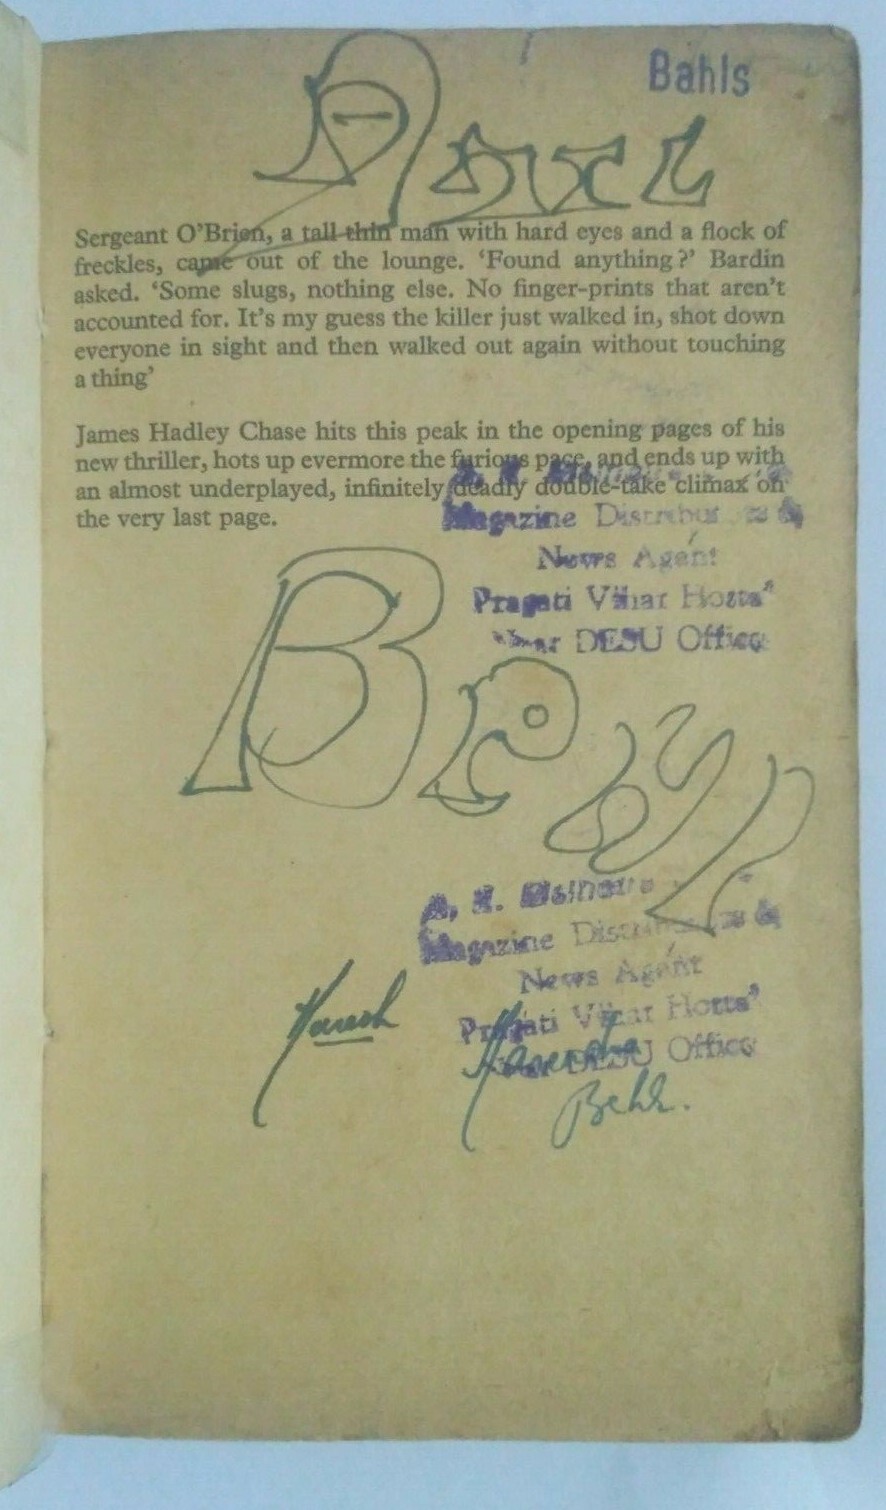 Bahls
Sergeant O'Brien, a tall thin man with hard eyes and a flock of
freckles, came out of the lounge. 'Found anything?' Bardin
asked. 'Some slugs, nothing else. No finger-prints that aren't
accounted for. It's my guess the killer just walked in, shot down
everyone in sight and then walked out again without touching
a thing'
James Hadley Chase hits this peak in the opening pages of his
new thriller, hots up evermore the furious pace, and ends up with
an almost underplayed, infinitely deadly double-take climax on
the very last page.
Magazine
News Agent
Pragati Vihar
DESU Office
Magazine
News Agent
Pragati Vihar
DESU Office